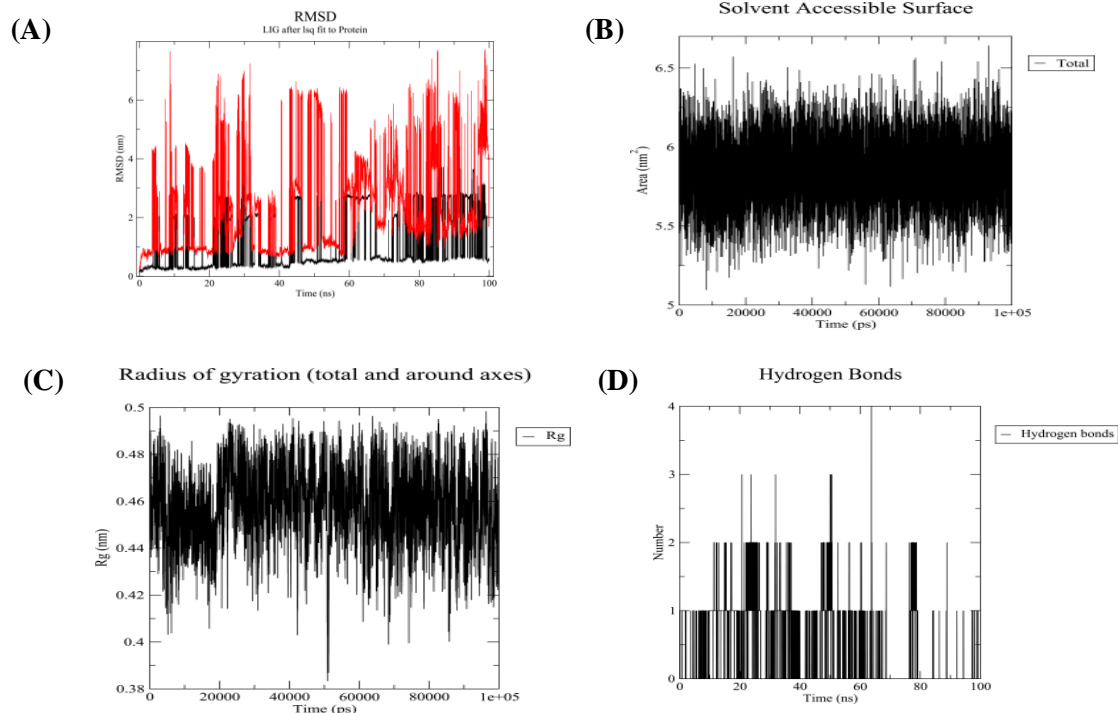 (A)
RMSD
LIG after lsq fit to Protein
RMSD (nm)
6
4
2
0
0 20 40 60 80 100
Time (ns)
(B)
Solvent Accessible Surface
Total
Area (nm²)
6.5
6
5.5
5
0 20000 40000 60000 80000 1e+05
Time (ps)
(C)
Radius of gyration (total and around axes)
Rg
Rg (nm)
0.5
0.48
0.46
0.44
0.42
0.4
0.38
0 20000 40000 60000 80000 1e+05
Time (ps)
(D)
Hydrogen Bonds
Hydrogen bonds
Number
4
3
2
1
0
0 20 40 60 80 100
Time (ns)